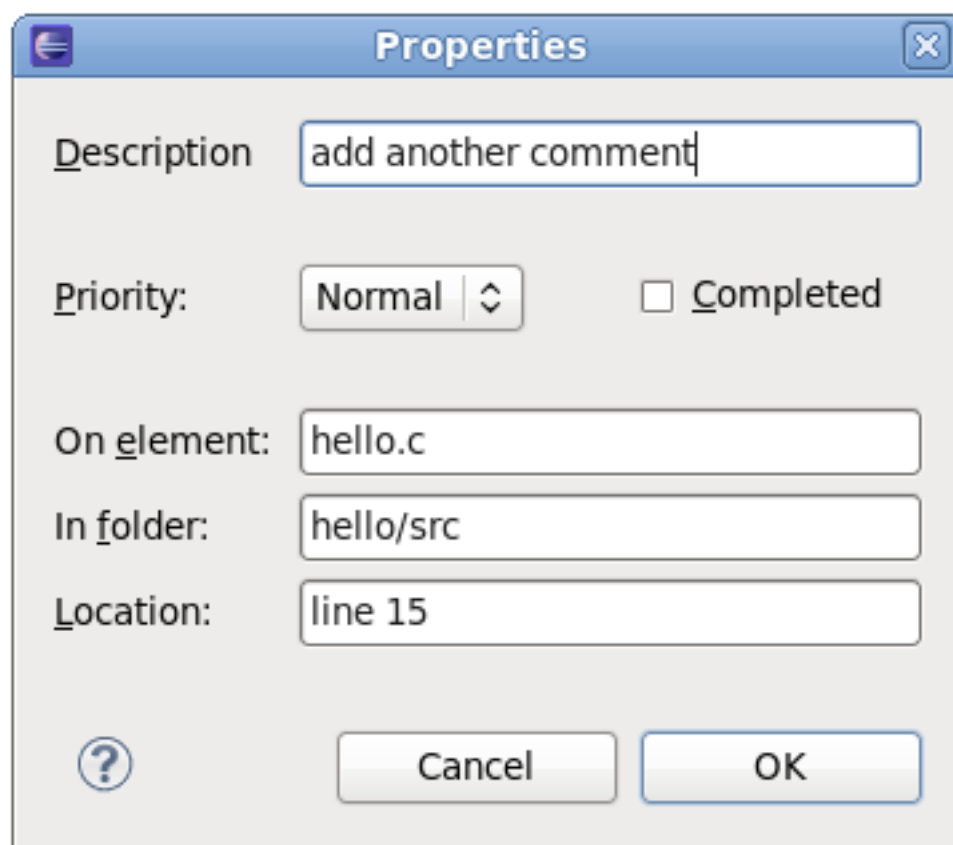 Properties
Description add another comment
Priority: Normal Completed
On element: hello.c
In folder: hello/src
Location: line 15
? Cancel OK